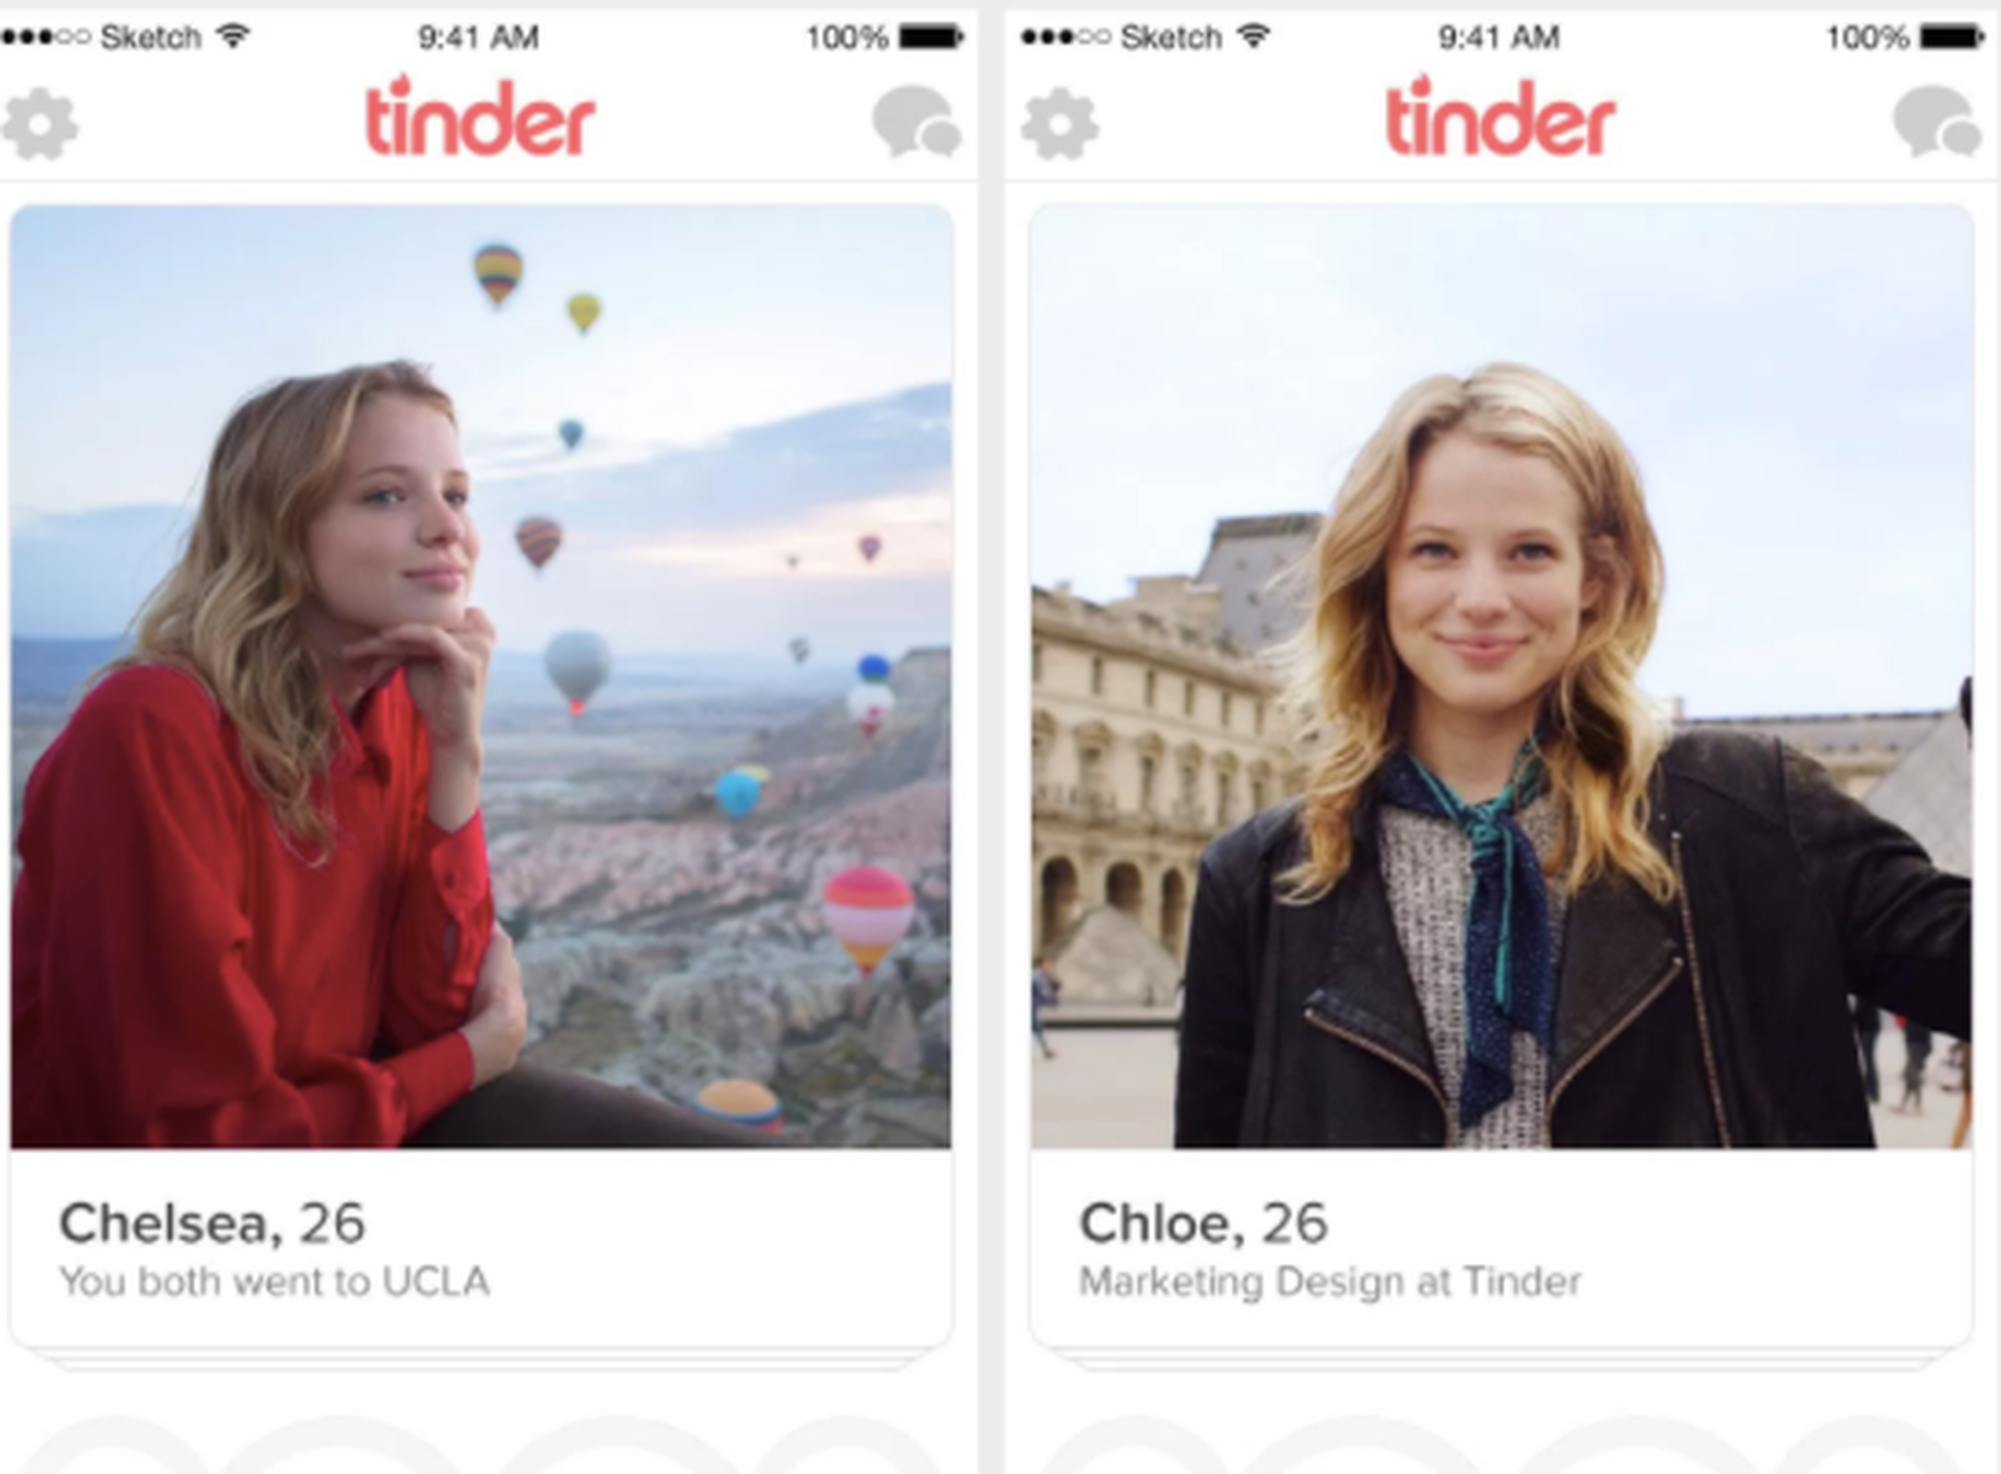 Sketch 9:41 AM 100%
tinder
Chelsea, 26
You both went to UCLA
Sketch 9:41 AM 100%
tinder
Chloe, 26
Marketing Design at Tinder